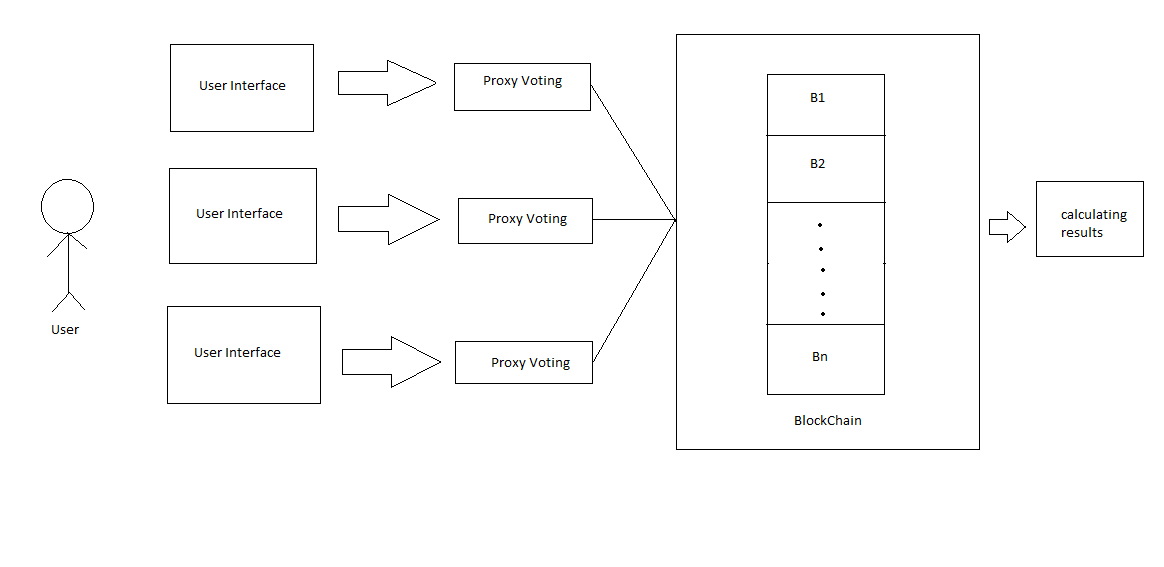 User Interface
Proxy Voting
User Interface
Proxy Voting
User Interface
Proxy Voting
User
B1
B2
Bn
BlockChain
calculating
results